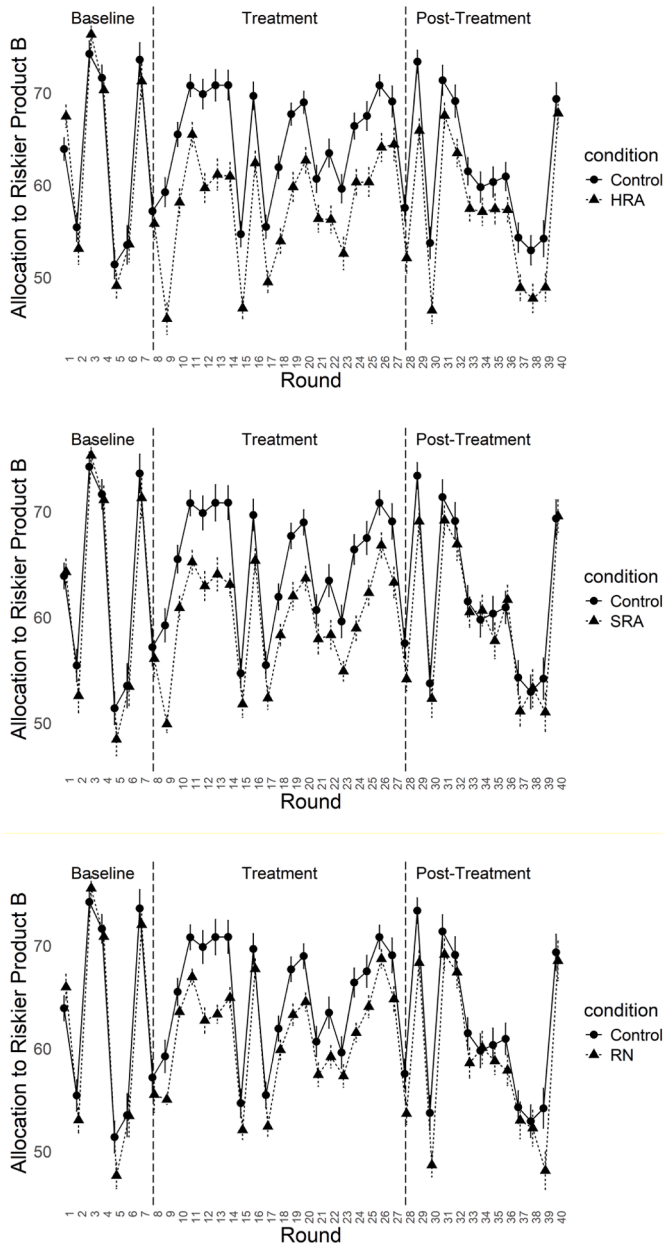 Baseline Treatment Post-Treatment
Allocation to Riskier Product B
70
60
50
1 2 3 4 5 6 7 8 9 10 11 12 13 14 15 16 17 18 19 20 21 22 23 24 25 26 27 28 29 30 31 32 33 34 35 36 37 38 39 40
Round
condition
Control
HRA
Baseline Treatment Post-Treatment
Allocation to Riskier Product B
70
60
50
1 2 3 4 5 6 7 8 9 10 11 12 13 14 15 16 17 18 19 20 21 22 23 24 25 26 27 28 29 30 31 32 33 34 35 36 37 38 39 40
Round
condition
Control
SRA
Baseline Treatment Post-Treatment
Allocation to Riskier Product B
70
60
50
1 2 3 4 5 6 7 8 9 10 11 12 13 14 15 16 17 18 19 20 21 22 23 24 25 26 27 28 29 30 31 32 33 34 35 36 37 38 39 40
Round
condition
Control
RN